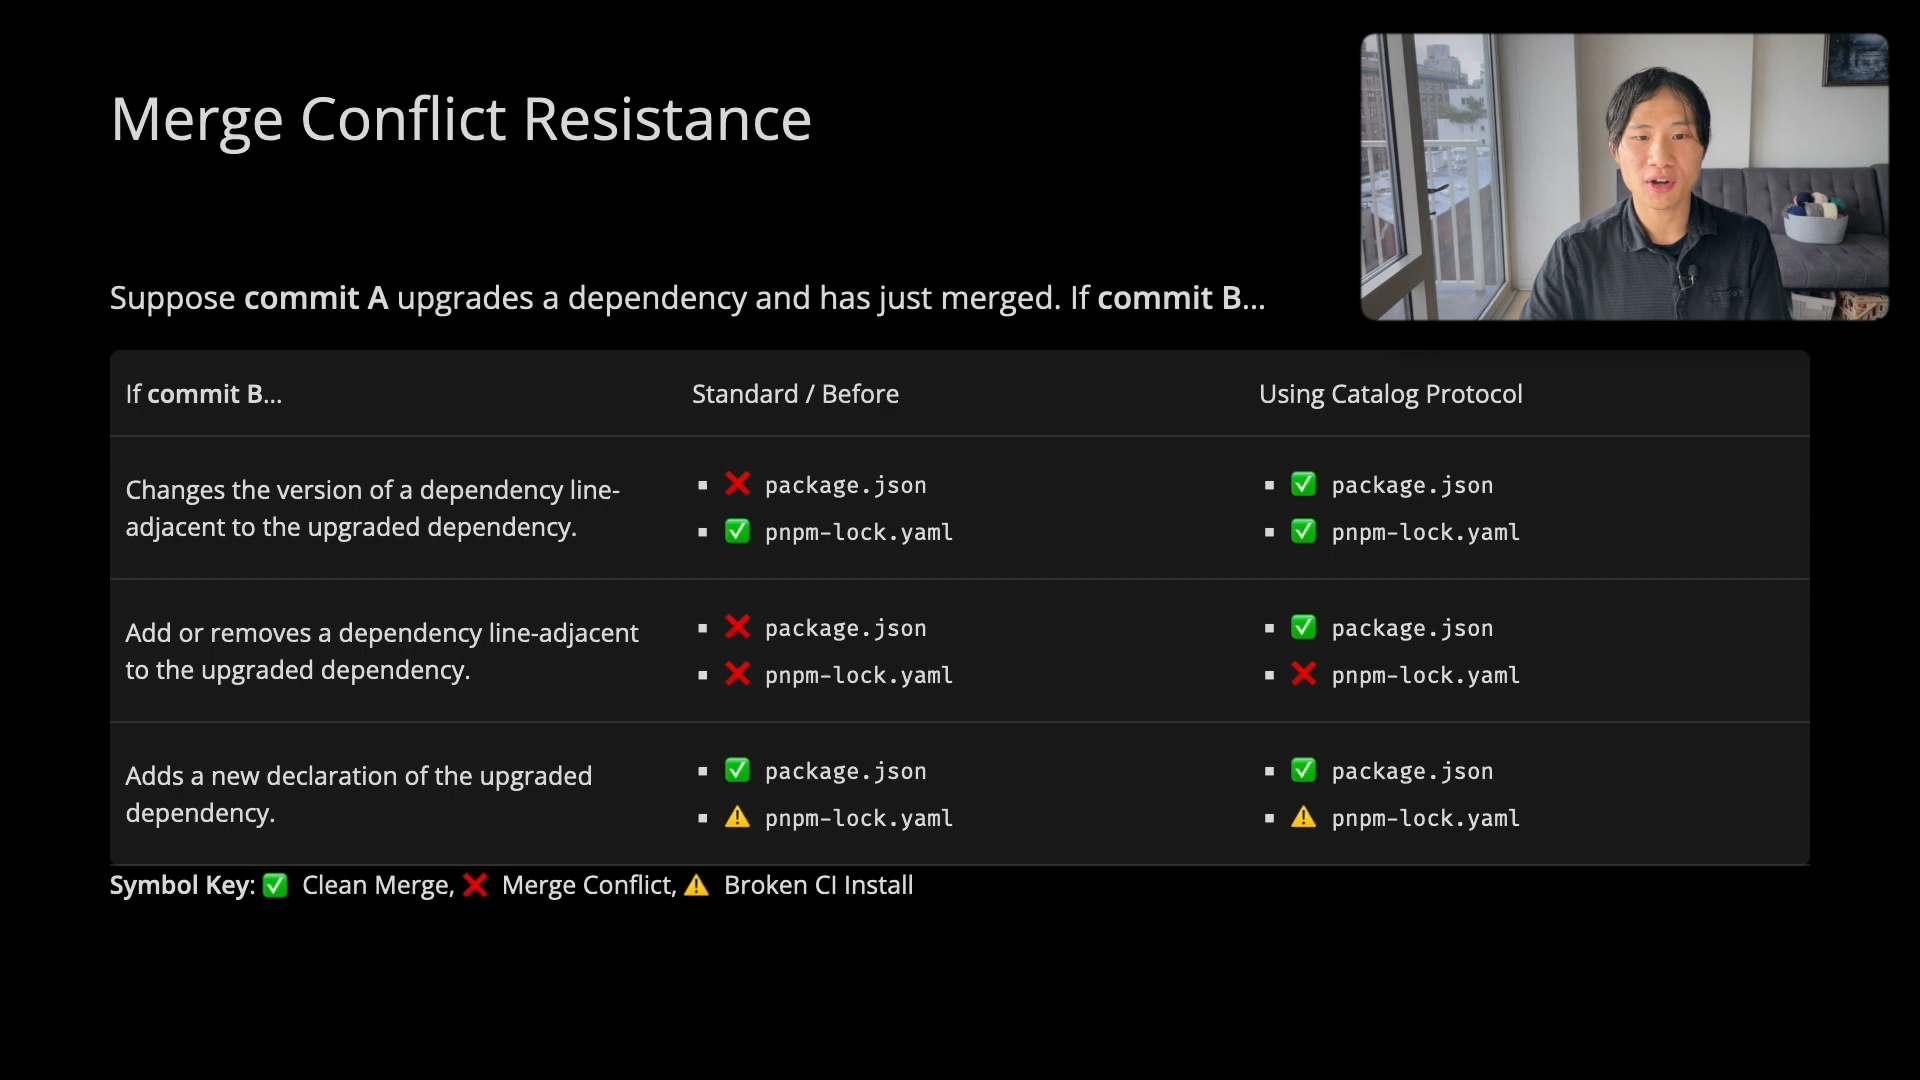 Merge Conflict Resistance
Suppose commit A upgrades a dependency and has just merged. If commit B...
If commit B...
Standard / Before
Using Catalog Protocol
Changes the version of a dependency line-
adjacent to the upgraded dependency.
▪ ❌ package.json
▪ ✅ pnpm-lock.yaml
▪ ✅ package.json
▪ ✅ pnpm-lock.yaml
Add or removes a dependency line-adjacent
to the upgraded dependency.
▪ ❌ package.json
▪ ❌ pnpm-lock.yaml
▪ ✅ package.json
▪ ❌ pnpm-lock.yaml
Adds a new declaration of the upgraded
dependency.
▪ ✅ package.json
▪ ⚠️ pnpm-lock.yaml
▪ ✅ package.json
▪ ⚠️ pnpm-lock.yaml
Symbol Key: ✅ Clean Merge, ❌ Merge Conflict, ⚠️ Broken CI Install